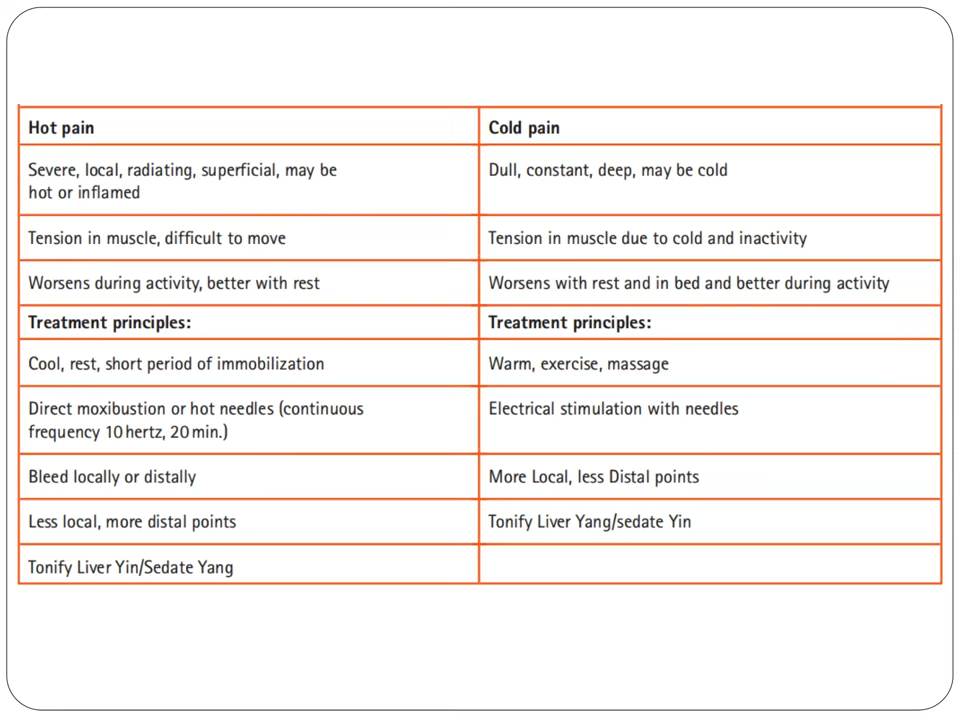 Hot pain
Cold pain
Severe, local, radiating, superficial, may be
hot or inflamed
Dull, constant, deep, may be cold
Tension in muscle, difficult to move
Tension in muscle due to cold and inactivity
Worsens during activity, better with rest
Worsens with rest and in bed and better during activity
Treatment principles:
Treatment principles:
Cool, rest, short period of immobilization
Warm, exercise, massage
Direct moxibustion or hot needles (continuous
frequency 10 hertz, 20 min.)
Electrical stimulation with needles
Bleed locally or distally
More Local, less Distal points
Less local, more distal points
Tonify Liver Yang/sedate Yin
Tonify Liver Yin/Sedate Yang